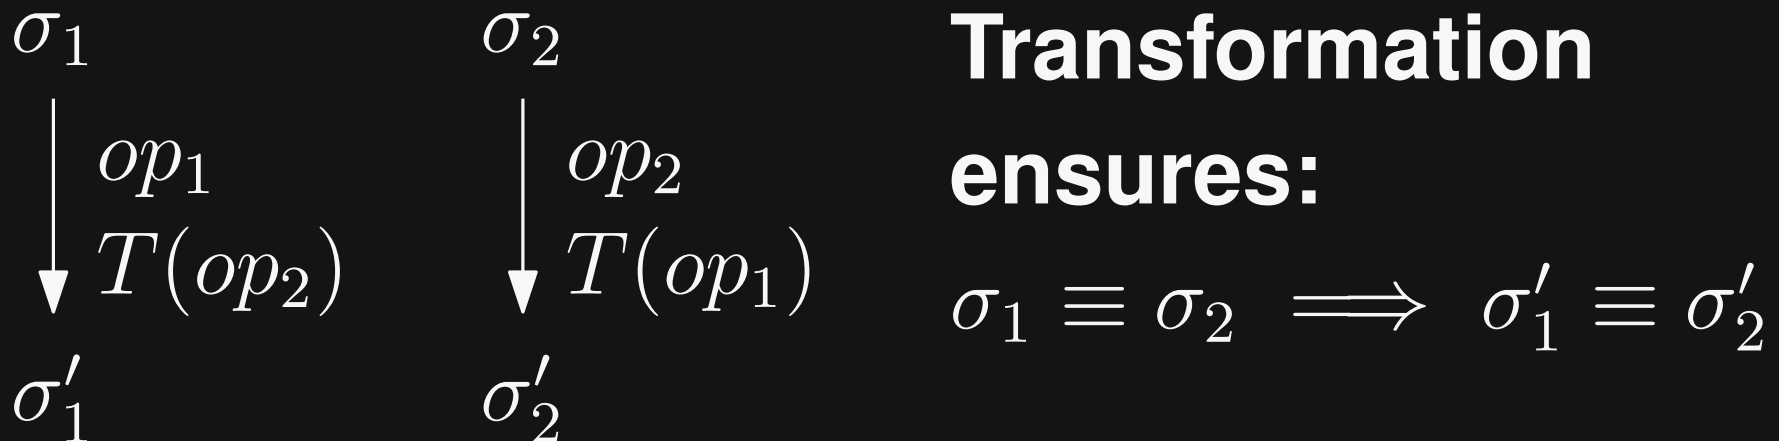 σ₁
op₁
T(op₂)
σ′₁
σ₂
op₂
T(op₁)
σ′₂
Transformation
ensures:
σ₁ ≡ σ₂ ⟹ σ′₁ ≡ σ′₂